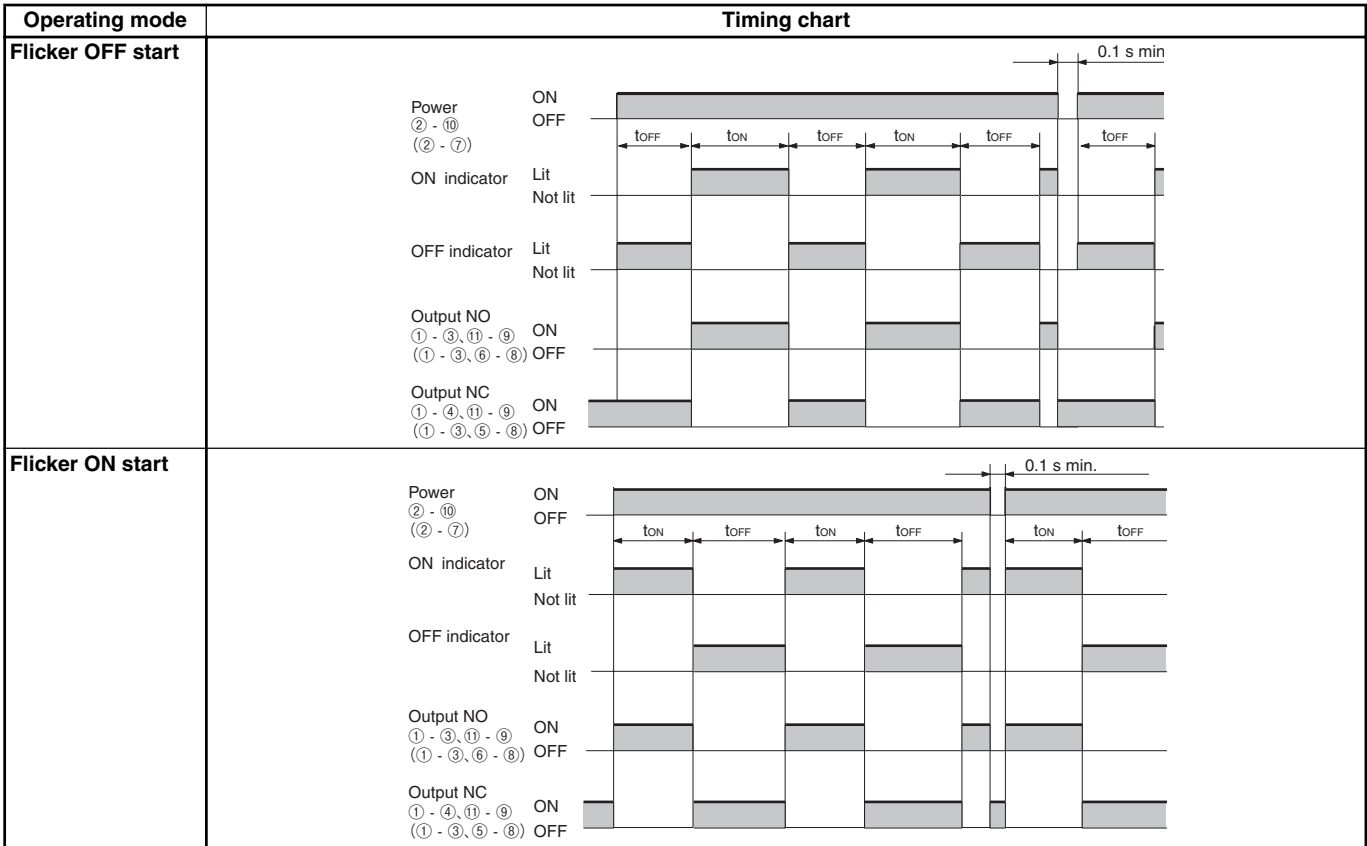 Operating mode Timing chart
Flicker OFF start
0.1 s min
Power ON
② - ⑩ OFF
(② - ⑦)
tOFF tON tOFF tON tOFF tOFF
ON indicator Lit
Not lit
OFF indicator Lit
Not lit
Output NO
① - ③、⑪ - ⑨ ON
(① - ③、⑥ - ⑧) OFF
Output NC
① - ④、⑪ - ⑨ ON
(① - ③、⑤ - ⑧) OFF
Flicker ON start
0.1 s min.
Power ON
② - ⑩ OFF
(② - ⑦)
tON tOFF tON tOFF tON tOFF
ON indicator
Lit
Not lit
OFF indicator
Lit
Not lit
Output NO
① - ③、⑪ - ⑨ ON
(① - ③、⑥ - ⑧) OFF
Output NC
① - ④、⑪ - ⑨ ON
(① - ③、⑤ - ⑧) OFF